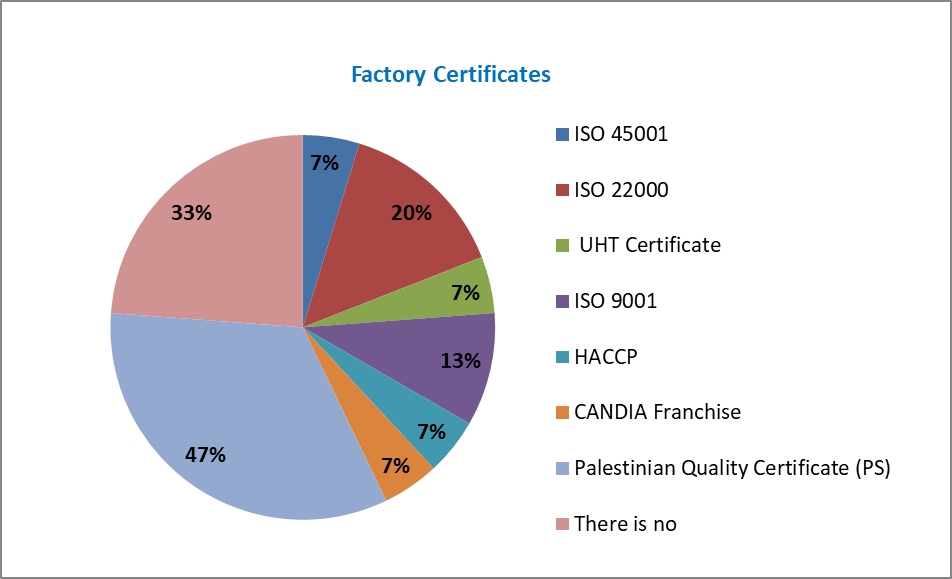 Factory Certificates
7%
20%
7%
13%
7%
7%
47%
33%
ISO 45001
ISO 22000
UHT Certificate
ISO 9001
HACCP
CANDIA Franchise
Palestinian Quality Certificate (PS)
There is no